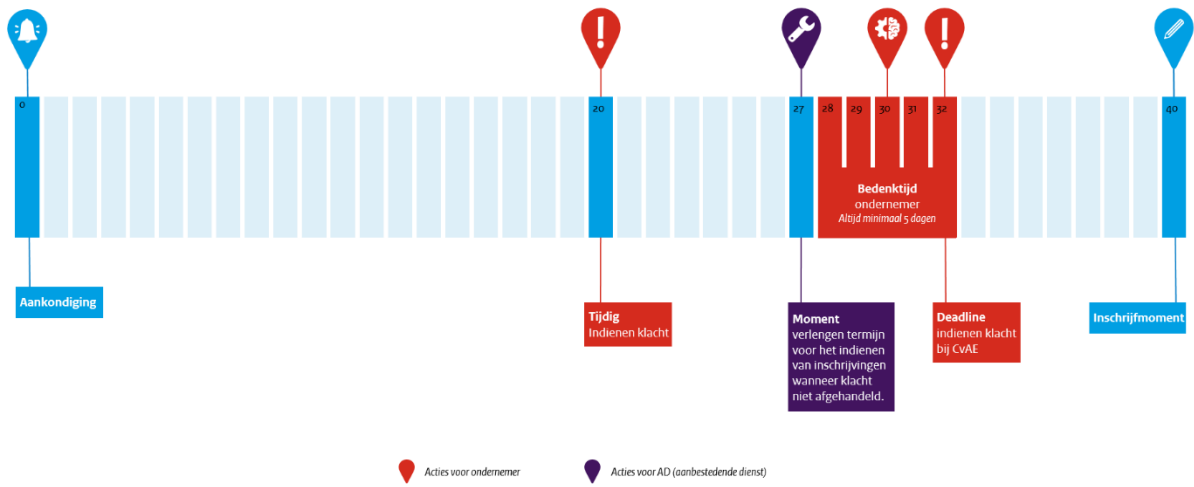 0
20
27
28
29
30
31
32
40
Bedenktijd
ondernemer
Altijd minimaal 5 dagen
Aankondiging
Tijdig
Indienen klacht
Moment
verlengen termijn
voor het indienen
van inschrijvingen
wanneer klacht
niet afgehandeld.
Deadline
indienen klacht
bij CvAE
Inschrijfmoment
Acties voor ondernemer
Acties voor AD (aanbestedende dienst)